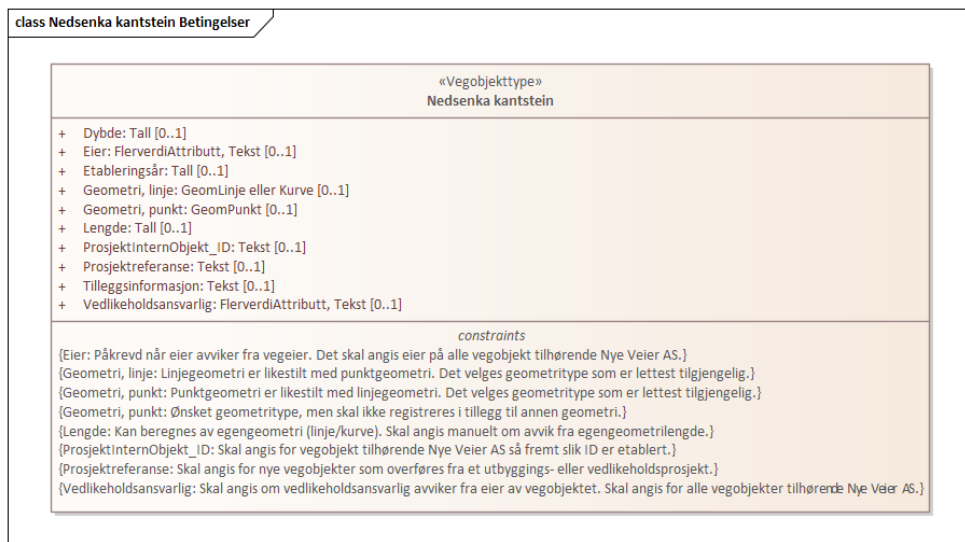 class Nedsenka kantstein Betingelser
«Vegobjekttype»
Nedsenka kantstein
+ Dybde: Tall [0..1]
+ Eier: FlerverdiAttributt, Tekst [0..1]
+ Etableringsår: Tall [0..1]
+ Geometri, linje: GeomLinje eller Kurve [0..1]
+ Geometri, punkt: GeomPunkt [0..1]
+ Lengde: Tall [0..1]
+ ProsjektInternObjekt_ID: Tekst [0..1]
+ Prosjektreferanse: Tekst [0..1]
+ Tilleggsinformasjon: Tekst [0..1]
+ Vedlikeholdsansvarlig: FlerverdiAttributt, Tekst [0..1]
constraints
{Eier: Påkrevd når eier avviker fra vegeier. Det skal angis eier på alle vegobjekt tilhørende Nye Veier AS.}
{Geometri, linje: Linjegeometri er likestilt med punktgeometri. Det velges geometritype som er lettest tilgjengelig.}
{Geometri, punkt: Punktgeometri er likestilt med linjegeometri. Det velges geometritype som er lettest tilgjengelig.}
{Geometri, punkt: Ønsket geometritype, men skal ikke registreres i tillegg til annen geometri.}
{Lengde: Kan beregnes av egengeometri (linje/kurve). Skal angis manuelt om avvik fra egengeometrilengde.}
{ProsjektInternObjekt_ID: Skal angis for vegobjekt tilhørende Nye Veier AS så fremt slik ID er etablert.}
{Prosjektreferanse: Skal angis for nye vegobjekter som overføres fra et utbyggings- eller vedlikeholdsprosjekt.}
{Vedlikeholdsansvarlig: Skal angis om vedlikeholdsansvarlig avviker fra eier av vegobjektet. Skal angis for alle vegobjekter tilhørende Nye Veier AS.}